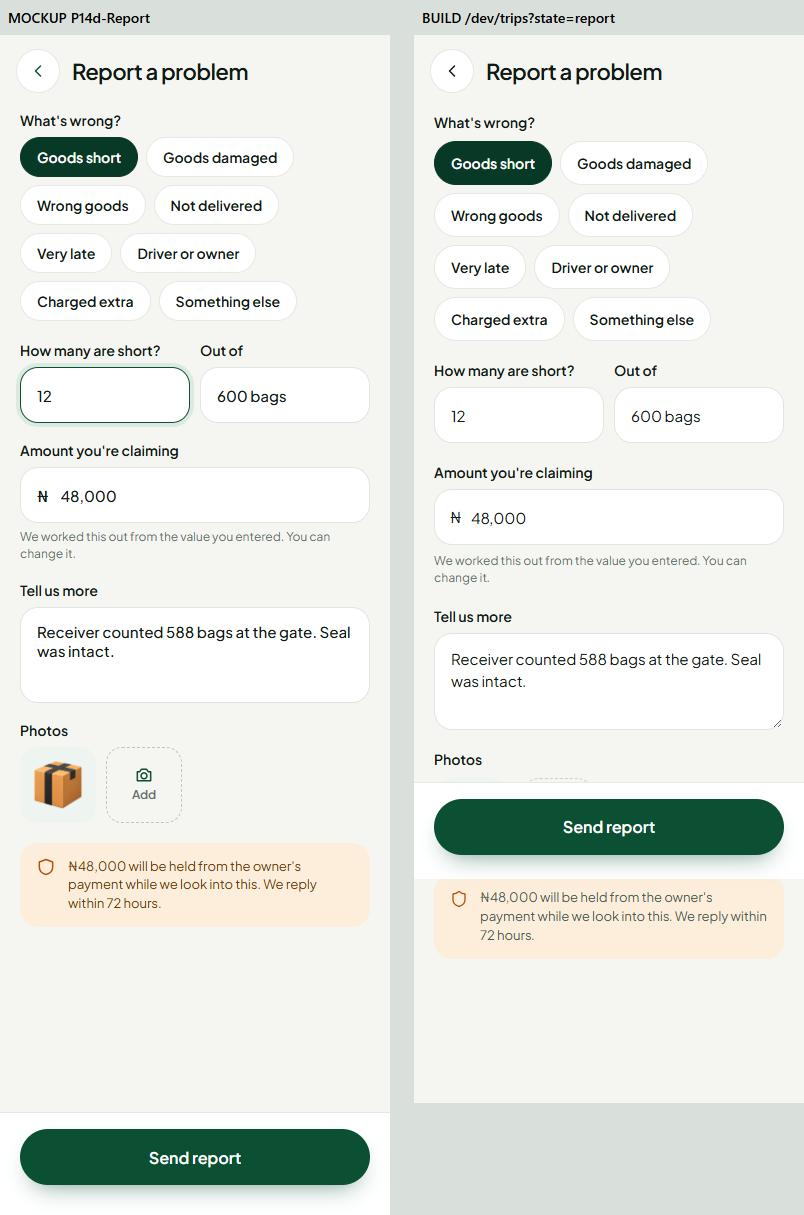 MOCKUP P14d-Report
Report a problem
What's wrong?
Goods short
Goods damaged
Wrong goods
Not delivered
Very late
Driver or owner
Charged extra
Something else
How many are short?
Out of
12
600 bags
Amount you're claiming
₦ 48,000
We worked this out from the value you entered. You can
change it.
Tell us more
Receiver counted 588 bags at the gate. Seal
was intact.
Photos
Add
₦48,000 will be held from the owner's
payment while we look into this. We reply
within 72 hours.
Send report
BUILD /dev/trips?state=report
Report a problem
What's wrong?
Goods short
Goods damaged
Wrong goods
Not delivered
Very late
Driver or owner
Charged extra
Something else
How many are short?
Out of
12
600 bags
Amount you're claiming
₦ 48,000
We worked this out from the value you entered. You can
change it.
Tell us more
Receiver counted 588 bags at the gate. Seal
was intact.
Photos
Send report
₦48,000 will be held from the owner's
payment while we look into this. We reply within
72 hours.